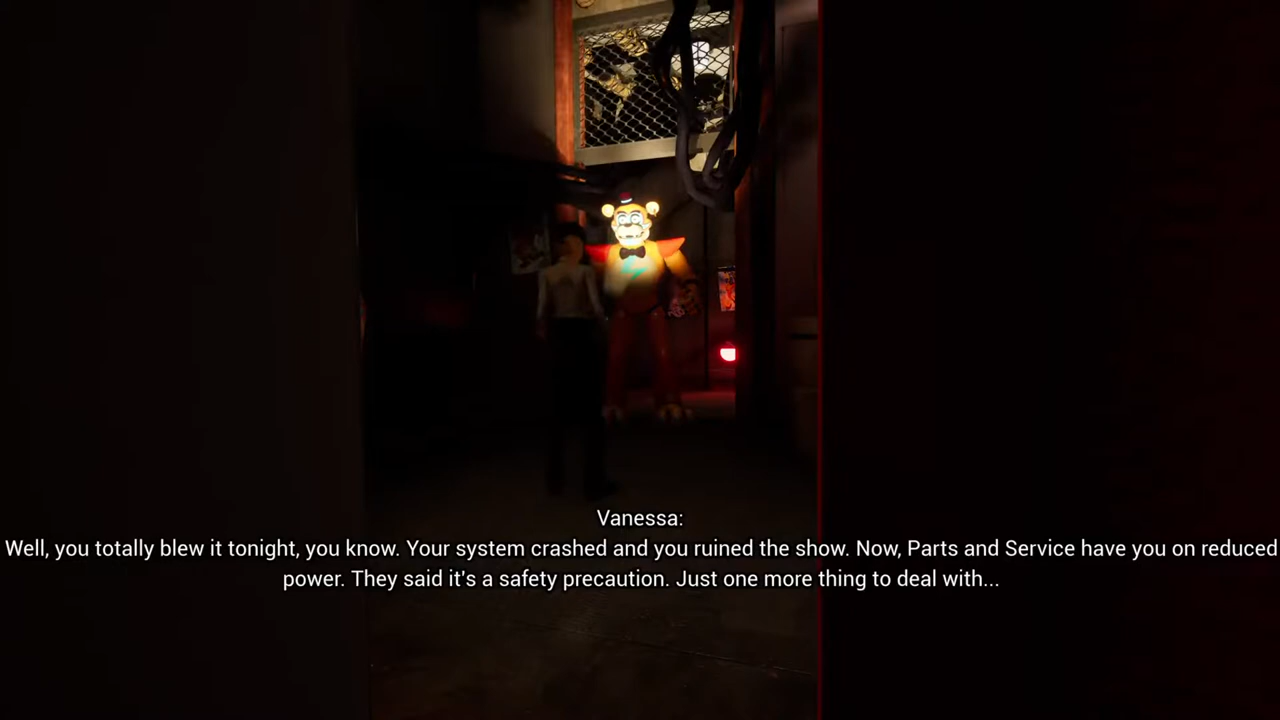 Vanessa:
Well, you totally blew it tonight, you know. Your system crashed and you ruined the show. Now, Parts and Service have you on reduced
power. They said it's a safety precaution. Just one more thing to deal with...